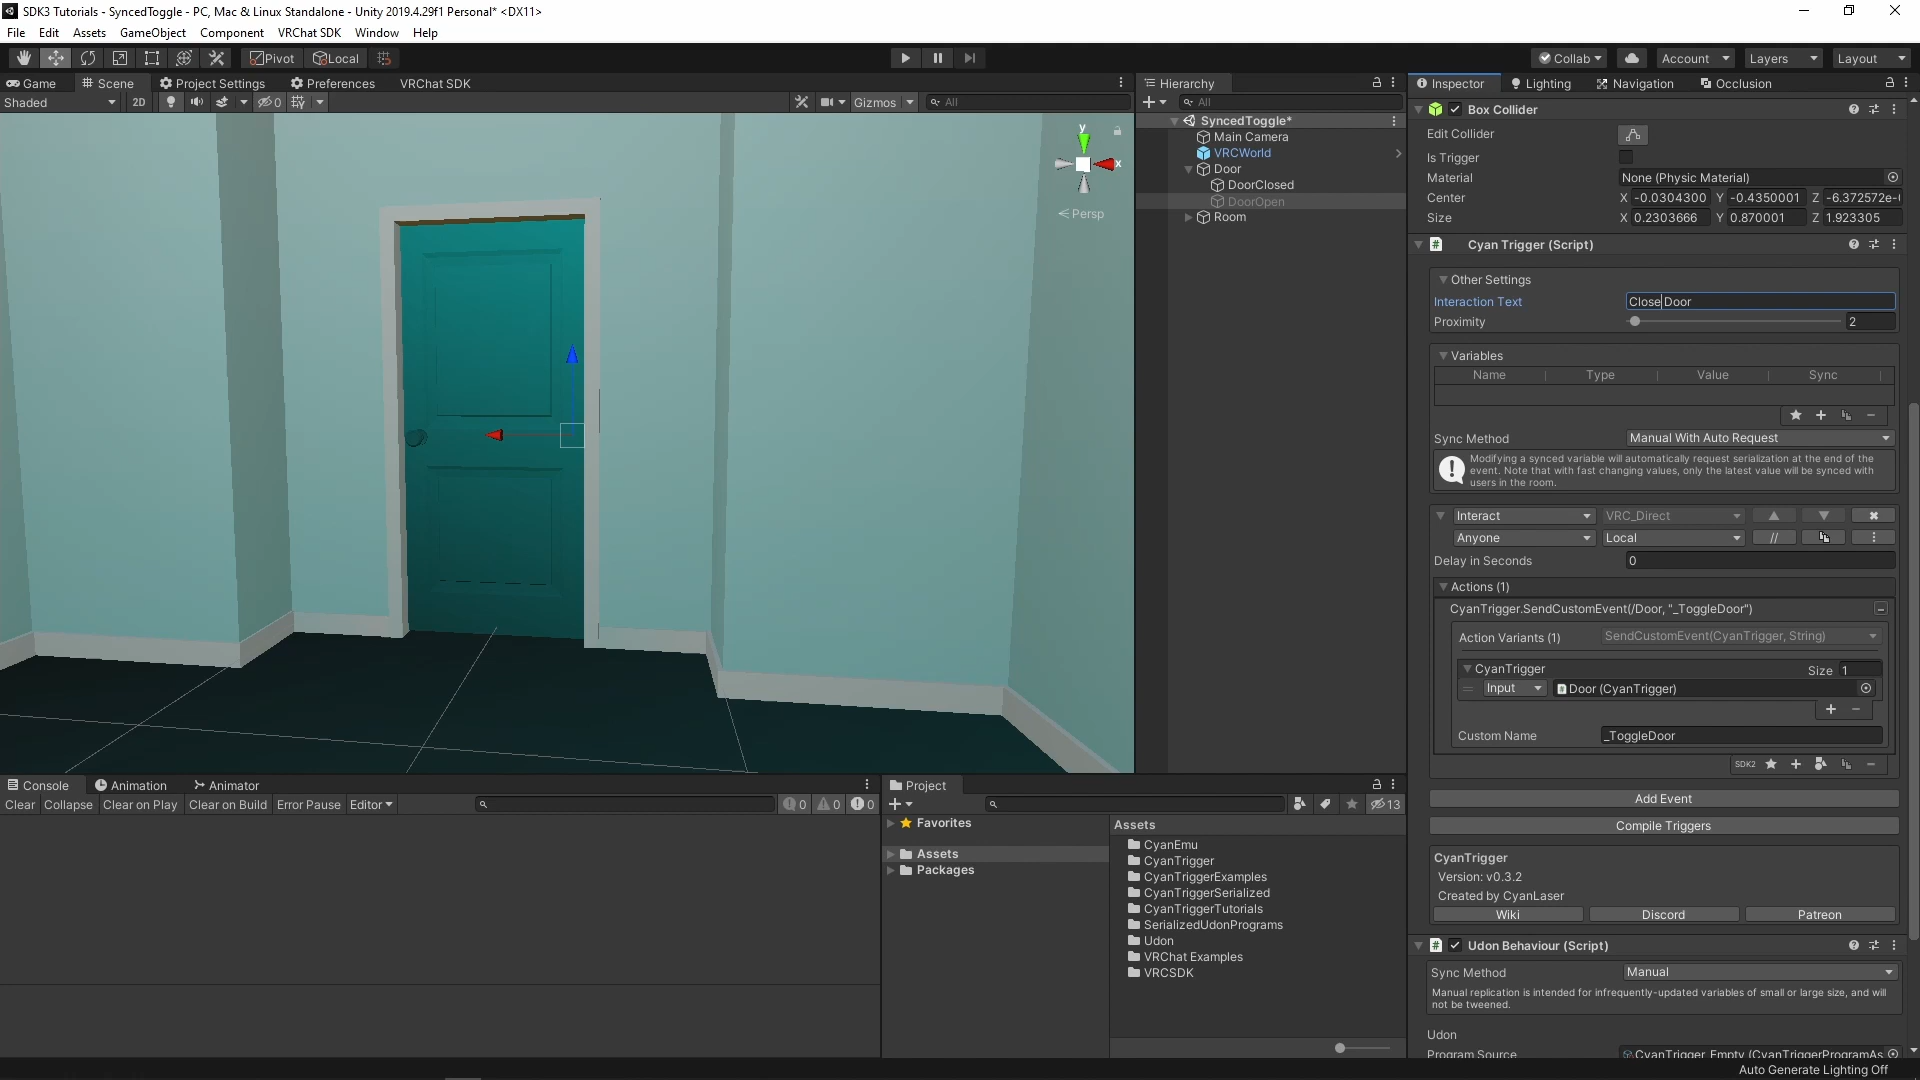 SDK3 Tutorials - SyncedToggle - PC, Mac & Linux Standalone - Unity 2019.4.29f1 Personal* <DX11>
File Edit Assets GameObject Component VRChat SDK Window Help
Pivot Local Collab Account Layers Layout
Game Scene Project Settings Preferences VRChat SDK
Shaded 2D 0 Gizmos All
y
x
Persp
Hierarchy
All
SyncedToggle*
Main Camera
VRCWorld
Door
DoorClosed
DoorOpen
Room
Inspector Lighting Navigation Occlusion
Box Collider
Edit Collider
Is Trigger
Material None (Physic Material)
Center X -0.0304300 Y -0.4350001 Z -6.372572e-(
Size X 0.2303666 Y 0.870001 Z 1.923305
# Cyan Trigger (Script)
Other Settings
Interaction Text Close Door
Proximity 2
Variables
Name Type Value Sync
Sync Method Manual With Auto Request
Modifying a synced variable will automatically request serialization at the end of the
event. Note that with fast changing values, only the latest value will be synced with
users in the room.
Interact VRC_Direct
Anyone Local //
Delay in Seconds 0
Actions (1)
CyanTrigger.SendCustomEvent(/Door, "_ToggleDoor")
Action Variants (1) SendCustomEvent(CyanTrigger, String)
CyanTrigger Size 1
Input Door (CyanTrigger)
Custom Name _ToggleDoor
SDK2
Add Event
Compile Triggers
CyanTrigger
Version: v0.3.2
Created by CyanLaser
Wiki Discord Patreon
# Udon Behaviour (Script)
Sync Method Manual
Manual replication is intended for infrequently-updated variables of small or large size, and will
not be tweened.
Udon
Program Source CyanTrigger_Empty (CyanTriggerProgramAs
Console Animation Animator
Clear Collapse Clear on Play Clear on Build Error Pause Editor 0 0 0
Project
13
Favorites
Assets
Packages
Assets
CyanEmu
CyanTrigger
CyanTriggerExamples
CyanTriggerSerialized
CyanTriggerTutorials
SerializedUdonPrograms
Udon
VRChat Examples
VRCSDK
Auto Generate Lighting Off